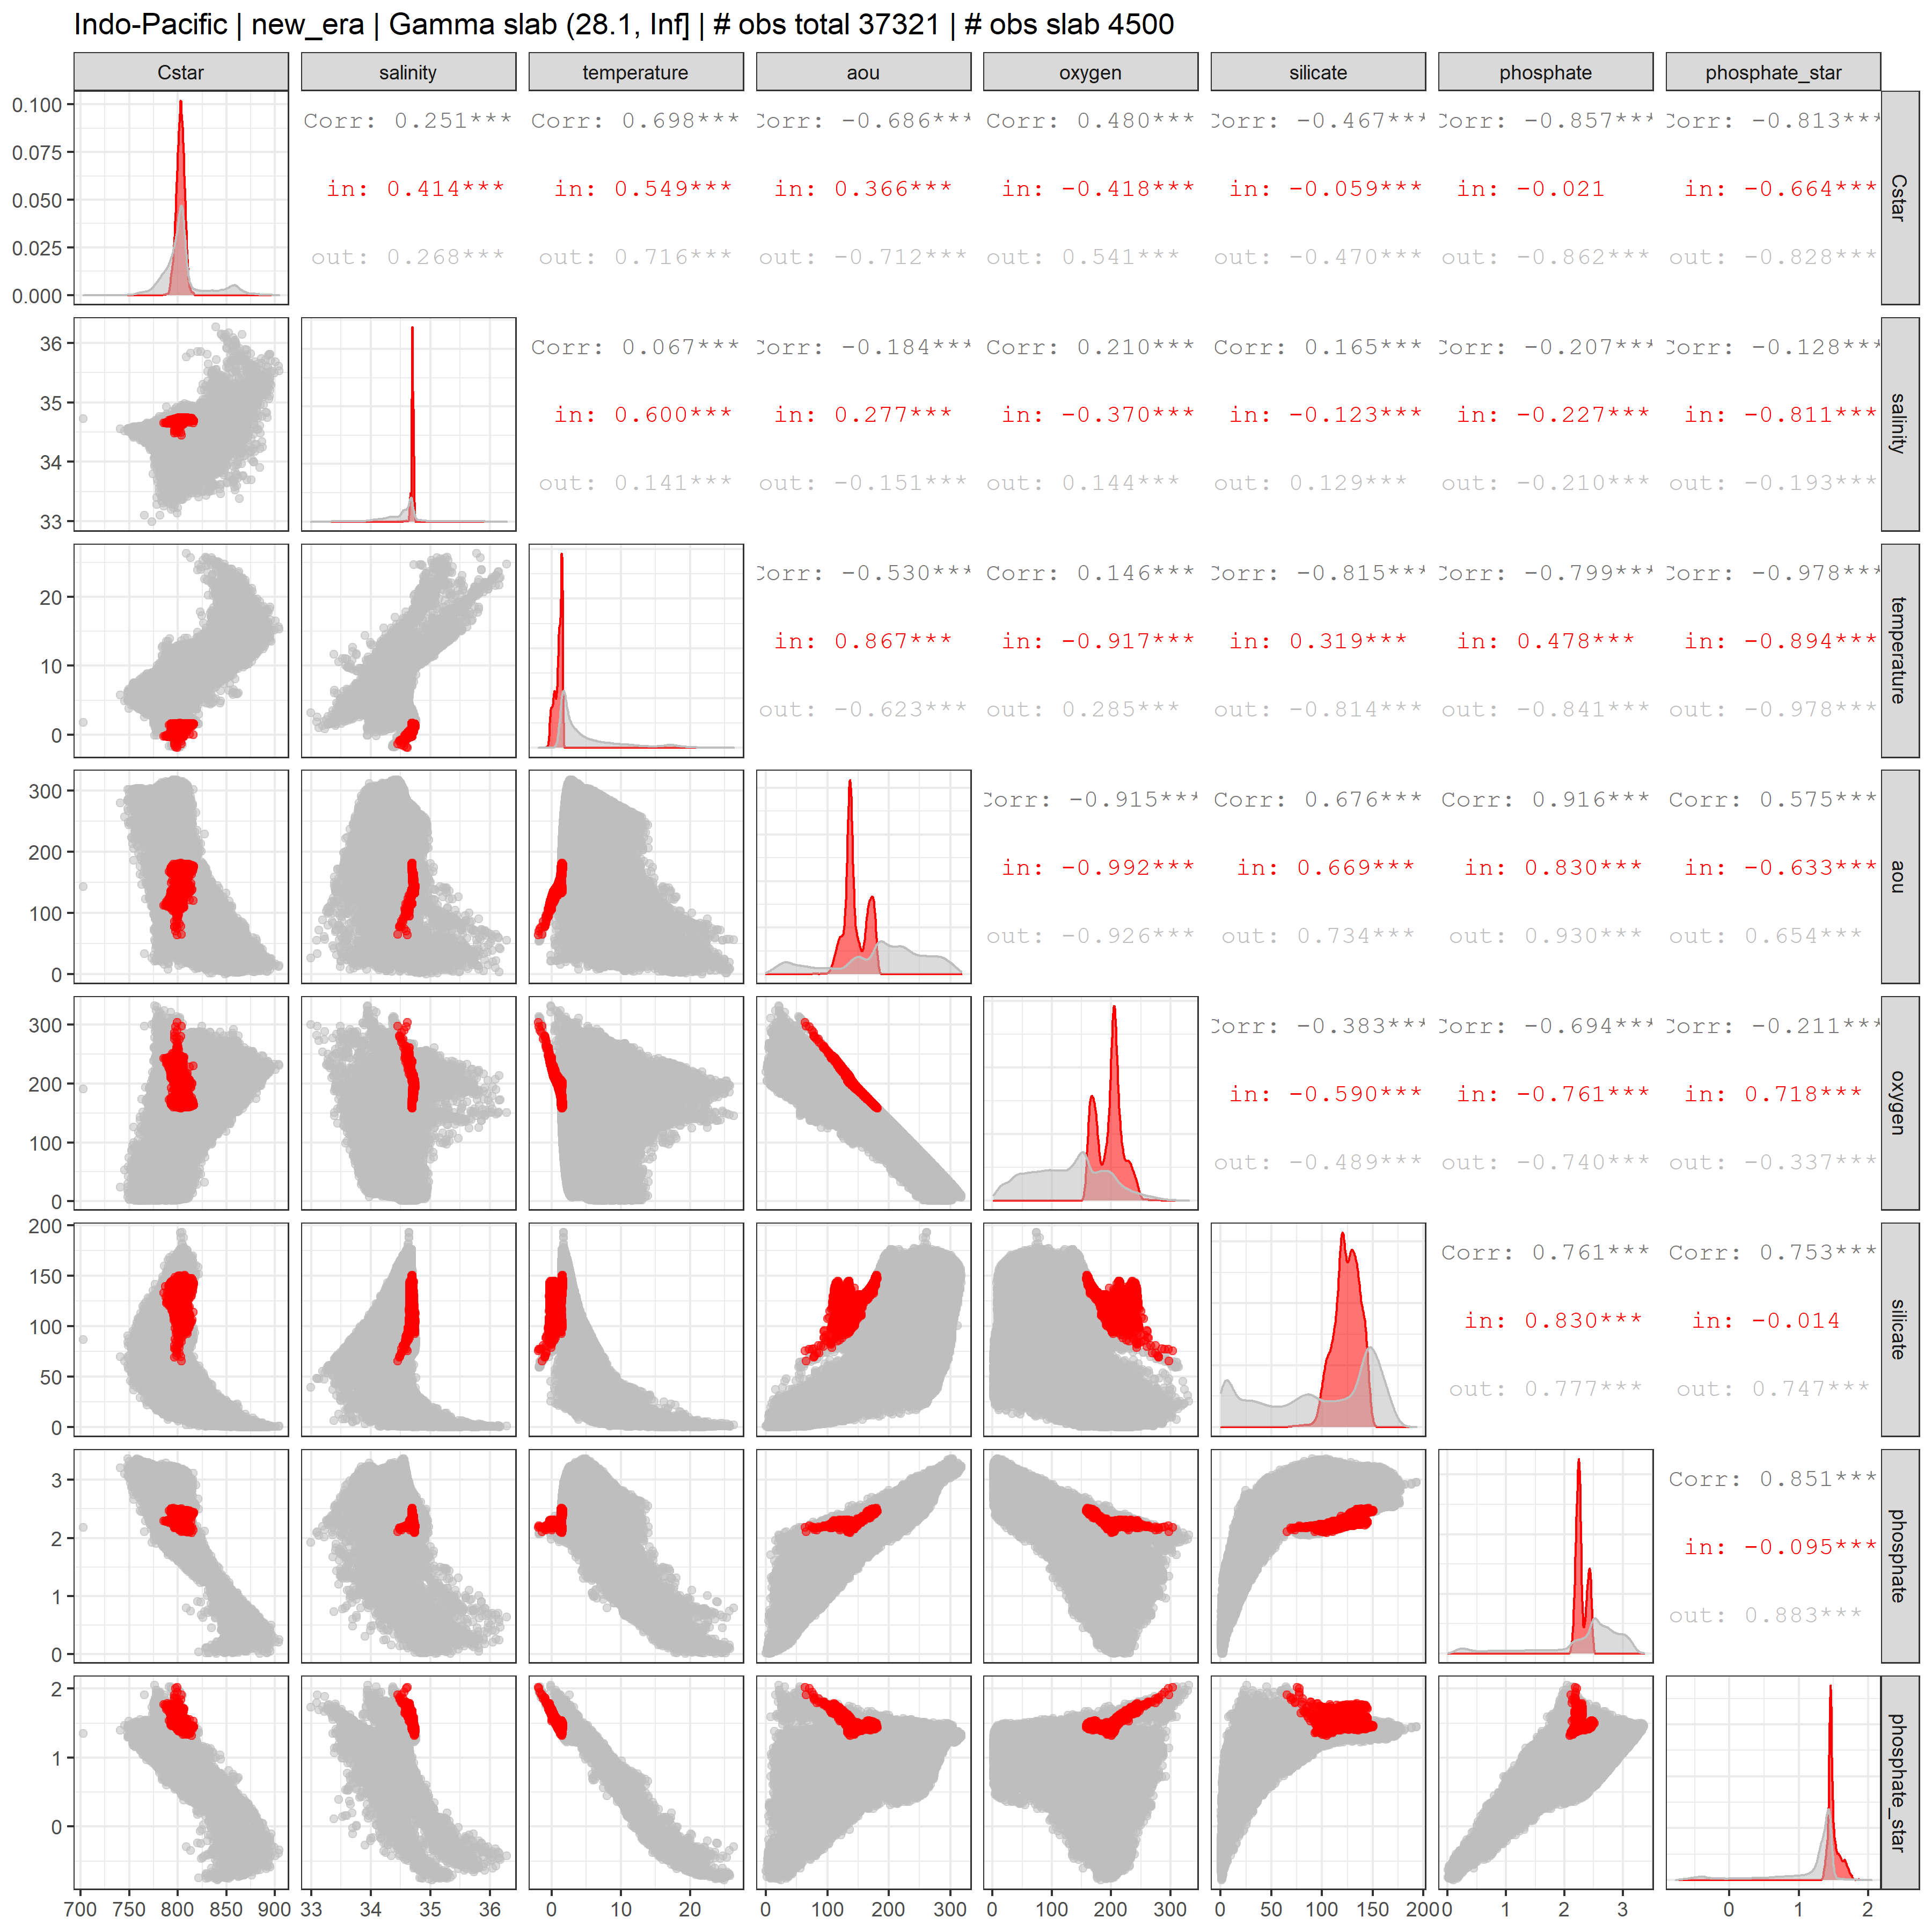 Indo-Pacific | new_era | Gamma slab (28.1, Inf] | # obs total 37321 | # obs slab 4500
Cstar salinity temperature aou oxygen silicate phosphate phosphate_star
0.100
0.075
0.050
0.025
0.000
Corr: 0.251*** Corr: 0.698*** Corr: -0.686*** Corr: 0.480*** Corr: -0.467*** Corr: -0.857*** Corr: -0.813***
in: 0.414*** in: 0.549*** in: 0.366*** in: -0.418*** in: -0.059*** in: -0.021 in: -0.664***
out: 0.268*** out: 0.716*** out: -0.712*** out: 0.541*** out: -0.470*** out: -0.862*** out: -0.828***
Cstar
36
35
34
33
Corr: 0.067*** Corr: -0.184*** Corr: 0.210*** Corr: 0.165*** Corr: -0.207*** Corr: -0.128***
in: 0.600*** in: 0.277*** in: -0.370*** in: -0.123*** in: -0.227*** in: -0.811***
out: 0.141*** out: -0.151*** out: 0.144*** out: 0.129*** out: -0.210*** out: -0.193***
salinity
20
10
0
Corr: -0.530*** Corr: 0.146*** Corr: -0.815*** Corr: -0.799*** Corr: -0.978***
in: 0.867*** in: -0.917*** in: 0.319*** in: 0.478*** in: -0.894***
out: -0.623*** out: 0.285*** out: -0.814*** out: -0.841*** out: -0.978***
temperature
300
200
100
0
Corr: -0.915*** Corr: 0.676*** Corr: 0.916*** Corr: 0.575***
in: -0.992*** in: 0.669*** in: 0.830*** in: -0.633***
out: -0.926*** out: 0.734*** out: 0.930*** out: 0.654***
aou
300
200
100
0
Corr: -0.383*** Corr: -0.694*** Corr: -0.211***
in: -0.590*** in: -0.761*** in: 0.718***
out: -0.489*** out: -0.740*** out: -0.337***
oxygen
200
150
100
50
0
Corr: 0.761*** Corr: 0.753***
in: 0.830*** in: -0.014
out: 0.777*** out: 0.747***
silicate
3
2
1
0
Corr: 0.851***
in: -0.095***
out: 0.883***
phosphate
2
1
0
phosphate_star
700 750 800 850 900 33 34 35 36 0 10 20 0 100 200 300 0 100 200 300 0 50 100 150 200 0 1 2 3 0 1 2